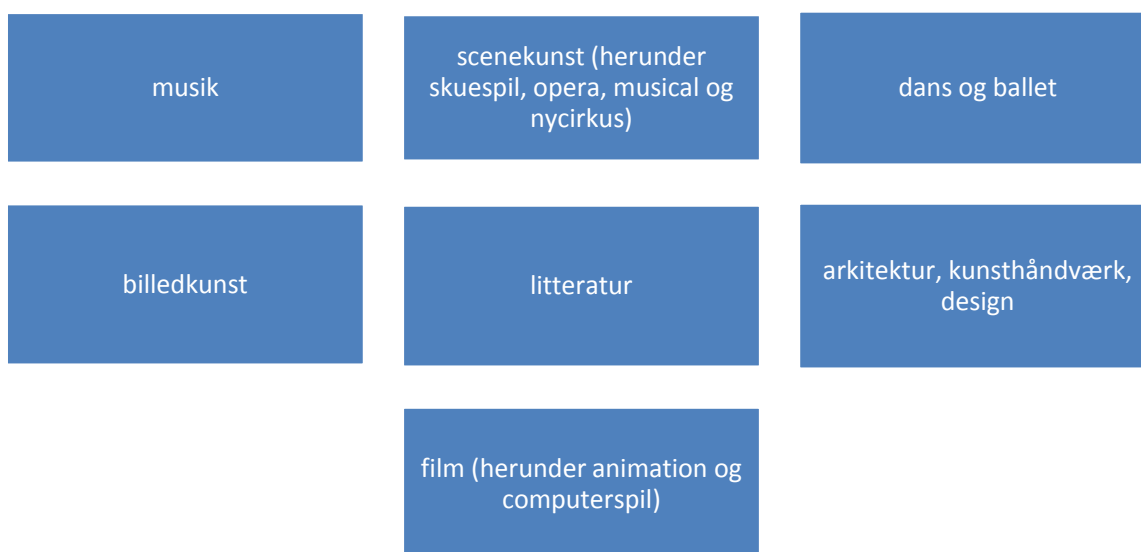 musik
scenekunst (herunder
skuespil, opera, musical og
nycirkus)
dans og ballet
billedkunst
litteratur
arkitektur, kunsthåndværk,
design
film (herunder animation og
computerspil)